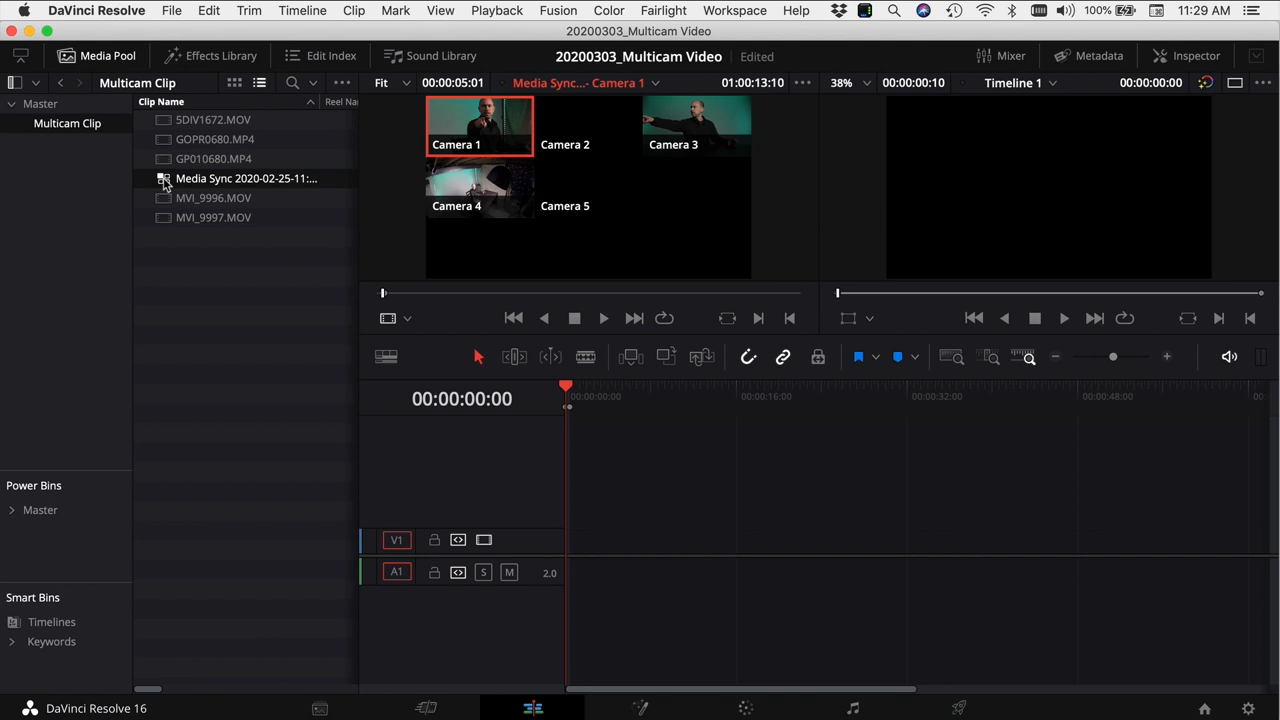 DaVinci Resolve File Edit Trim Timeline Clip Mark View Playback Fusion Color Fairlight Workspace Help 100% 11:29 AM
20200303_Multicam Video
Media Pool Effects Library Edit Index Sound Library 20200303_Multicam Video Edited Mixer Metadata Inspector
Multicam Clip Fit 00:00:05:01 Media Sync...- Camera 1 01:00:13:10 38% 00:00:00:10 Timeline 1 00:00:00:00
Master
Clip Name Reel Na
Multicam Clip
5DIV1672.MOV
GOPR0680.MP4
GP010680.MP4
Media Sync 2020-02-25-11:...
MVI_9996.MOV
MVI_9997.MOV
Camera 1 Camera 2 Camera 3
Camera 4 Camera 5
00:00:00:00
00:00:00:00 00:00:16:00 00:00:32:00 00:00:48:00 00:
Power Bins
Master
V1
A1 S M 2.0
Smart Bins
Timelines
Keywords
DaVinci Resolve 16